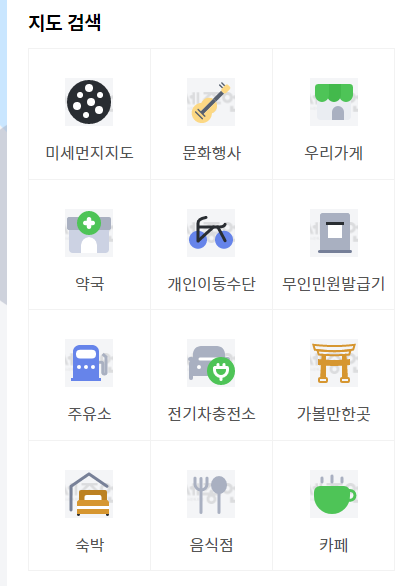 지도 검색
미세먼지지도
문화행사
우리가게
약국
개인이동수단
무인민원발급기
주유소
전기차충전소
가볼만한곳
숙박
음식점
카페